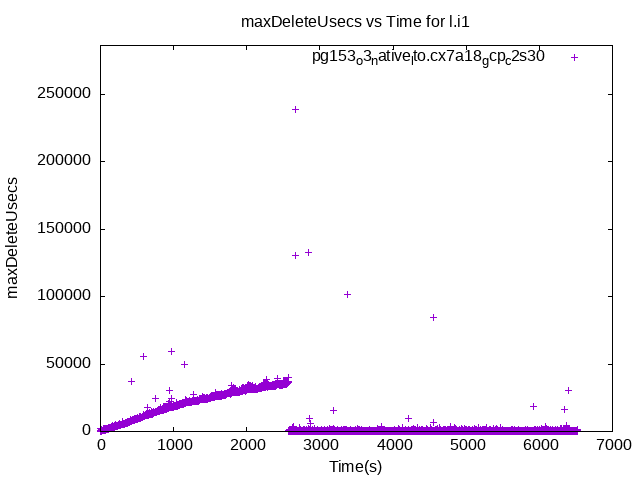 maxDeleteUsecs vs Time for l.i1
pg153_o3_native_lto.cx7a18_gcp_c2s30
250000
200000
150000
100000
50000
0
maxDeleteUsecs
0 1000 2000 3000 4000 5000 6000 7000
Time(s)